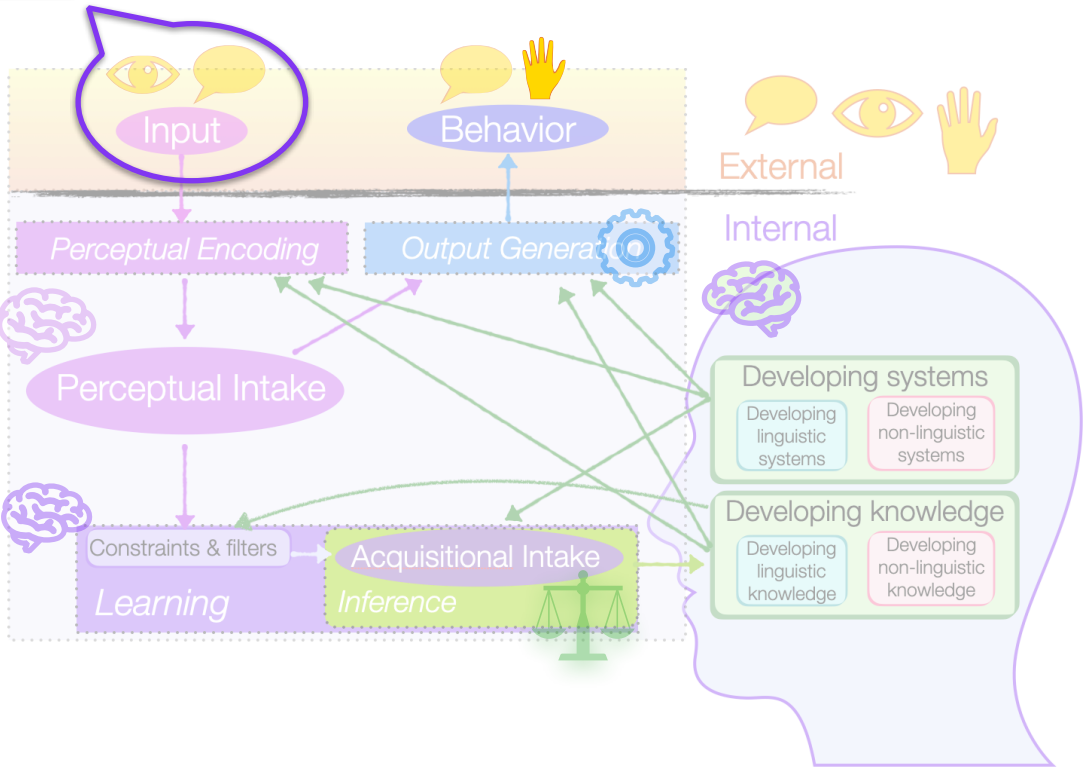 Input
Behavior
External
Internal
Perceptual Encoding
Output Generation
Perceptual Intake
Developing systems
Developing
linguistic
systems
Developing
non-linguistic
systems
Developing knowledge
Developing
linguistic
knowledge
Developing
non-linguistic
knowledge
Constraints & filters
Acquisitional Intake
Learning
Inference